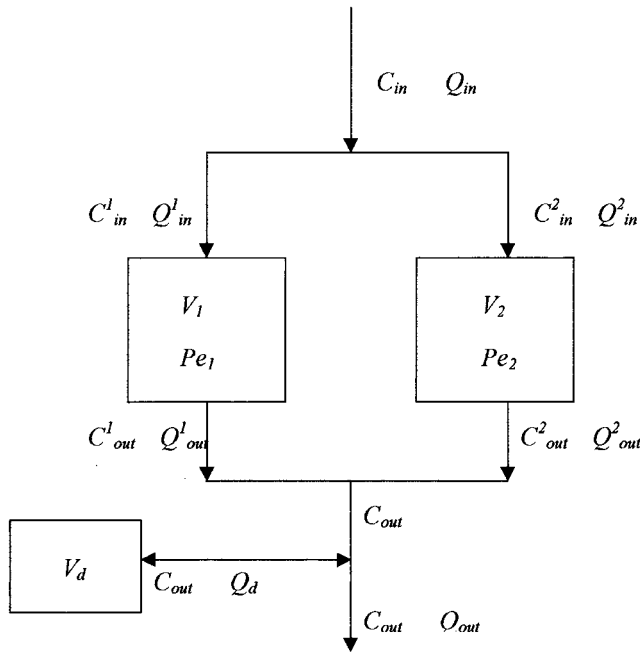 C_in Q_in
C^1_in Q^1_in C^2_in Q^2_in
V_1 V_2
Pe_1 Pe_2
C^1_out Q^1_out C^2_out Q^2_out
C_out
V_d C_out Q_d
C_out Q_out